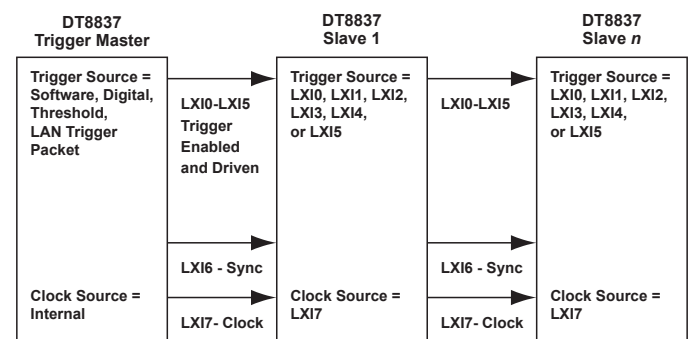 DT8837
Trigger Master
DT8837
Slave 1
DT8837
Slave n
Trigger Source =
Software, Digital,
Threshold,
LAN Trigger
Packet
LXI0-LXI5
Trigger
Enabled
and Driven
Trigger Source =
LXI0, LXI1, LXI2,
LXI3, LXI4,
or LXI5
LXI0-LXI5
Trigger Source =
LXI0, LXI1, LXI2,
LXI3, LXI4,
or LXI5
LXI6 - Sync
LXI6 - Sync
Clock Source =
Internal
LXI7- Clock
Clock Source =
LXI7
LXI7- Clock
Clock Source =
LXI7